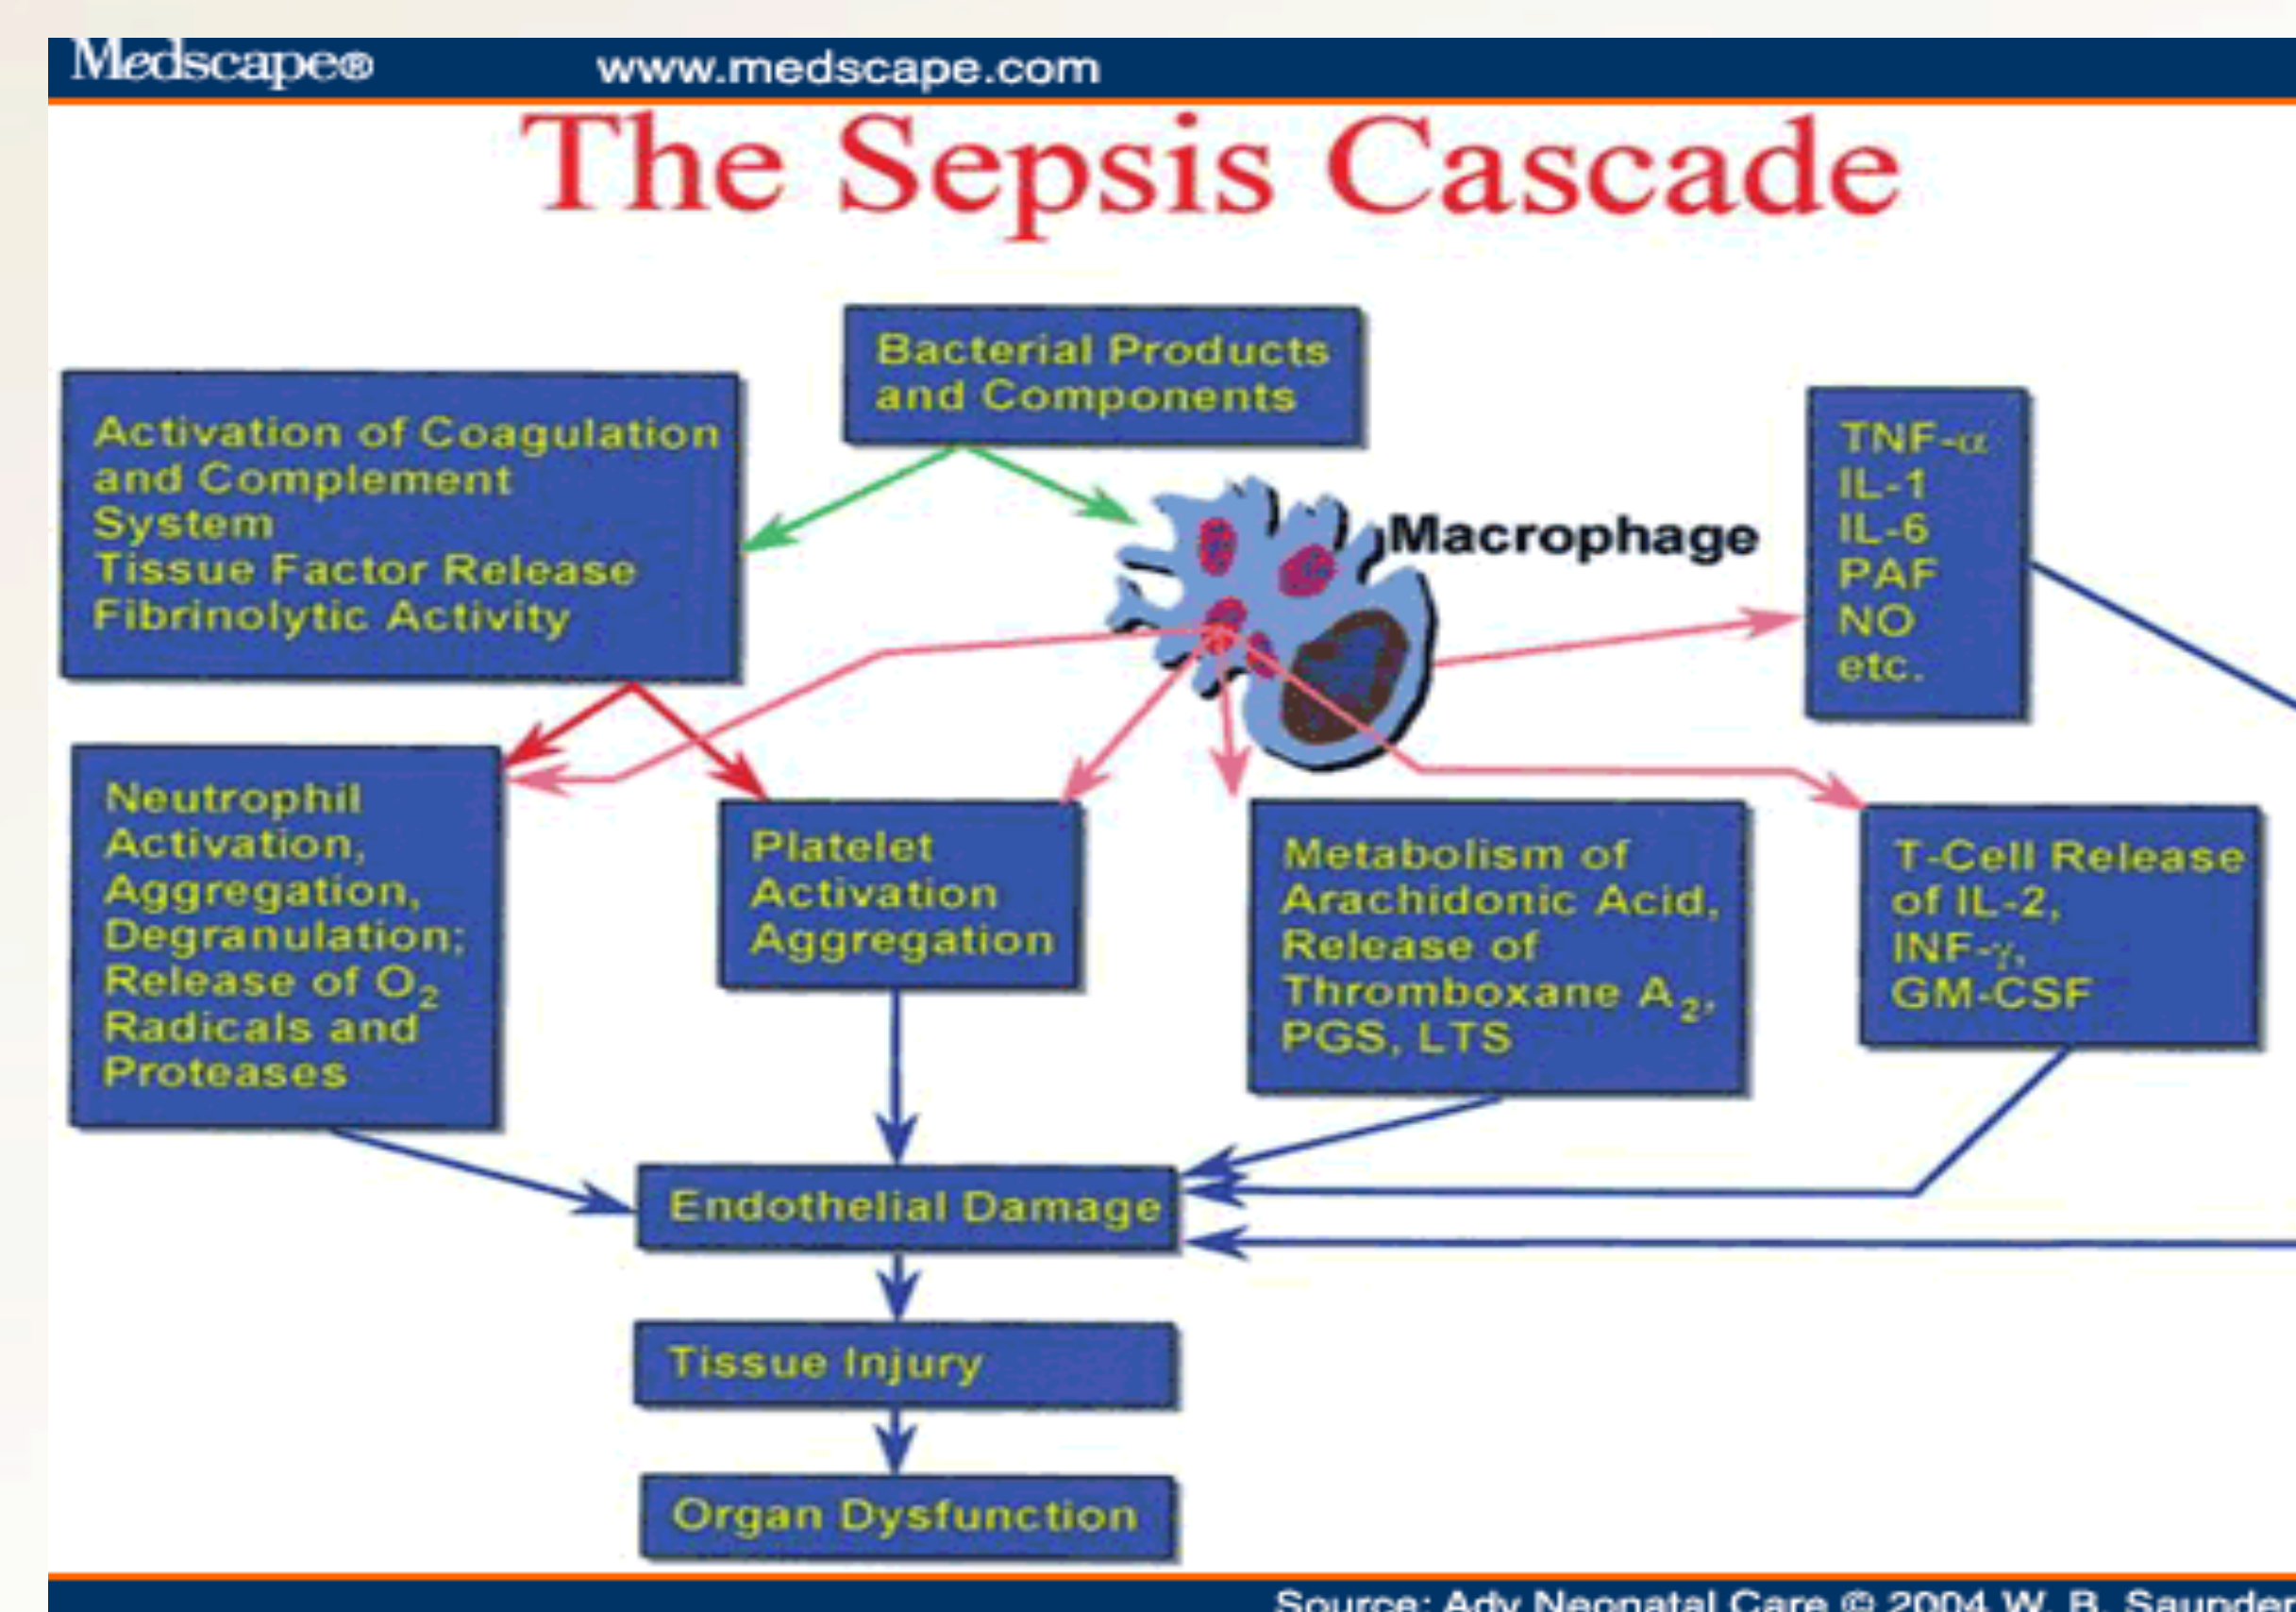 Medscape® www.medscape.com
The Sepsis Cascade
Bacterial Products
and Components
Activation of Coagulation
and Complement
System
Tissue Factor Release
Fibrinolytic Activity
Macrophage
TNF-α
IL-1
IL-6
PAF
NO
etc.
Neutrophil
Activation,
Aggregation,
Degranulation;
Release of O₂
Radicals and
Proteases
Platelet
Activation
Aggregation
Metabolism of
Arachidonic Acid,
Release of
Thromboxane A₂,
PGS, LTS
T-Cell Release
of IL-2,
INF-γ,
GM-CSF
Endothelial Damage
Tissue Injury
Organ Dysfunction
Source: Adv Neonatal Care © 2004 W. B. Saunder